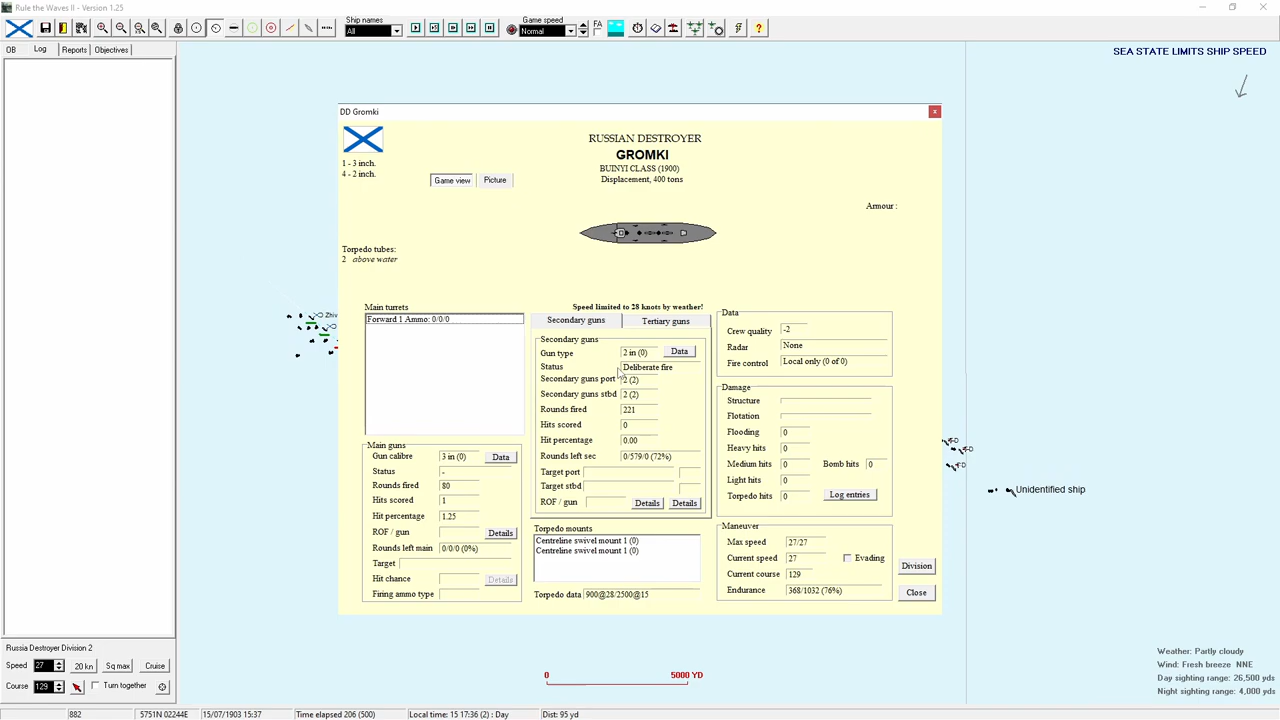 Rule the Waves II - Version 1.25
Ship names
All
Game speed
Normal
FA
OB
Log
Reports
Objectives
SEA STATE LIMITS SHIP SPEED
DD Gromki
RUSSIAN DESTROYER
GROMKI
BUINYI CLASS (1900)
Displacement, 400 tons
1 - 3 inch.
4 - 2 inch.
Game view
Picture
Armour :
Torpedo tubes:
2 above water
Zhiv
Main turrets
Forward 1 Ammo: 0/0/0
Speed limited to 28 knots by weather!
Secondary guns
Tertiary guns
Secondary guns
Gun type 2 in (0) Data
Status Deliberate fire
Secondary guns port 2 (2)
Secondary guns stbd 2 (2)
Rounds fired 221
Hits scored 0
Hit percentage 0.00
Rounds left sec 0/579/0 (72%)
Target port
Target stbd
ROF / gun Details Details
Data
Crew quality -2
Radar None
Fire control Local only (0 of 0)
Damage
Structure
Flotation
Flooding 0
Heavy hits 0
Medium hits 0 Bomb hits 0
Light hits 0
Torpedo hits 0 Log entries
Main guns
Gun calibre 3 in (0) Data
Status -
Rounds fired 80
Hits scored 1
Hit percentage 1.25
ROF / gun Details
Rounds left main 0/0/0 (0%)
Target
Hit chance Details
Firing ammo type
Torpedo mounts
Centreline swivel mount 1 (0)
Centreline swivel mount 1 (0)
Torpedo data 900@28/2500@15
Maneuver
Max speed 27/27
Current speed 27 Evading
Current course 129
Endurance 368/1032 (76%)
Division
Close
Unidentified ship
Russia Destroyer Division 2
Speed 27 20 kn Sq max Cruise
Course 129 Turn together
0 5000 YD
Weather: Partly cloudy
Wind: Fresh breeze NNE
Day sighting range: 26,500 yds
Night sighting range: 4,000 yds
882 5751N 02244E 15/07/1903 15:37 Time elapsed 206 (500) Local time: 15 17:36 (2) : Day Dist: 95 yd